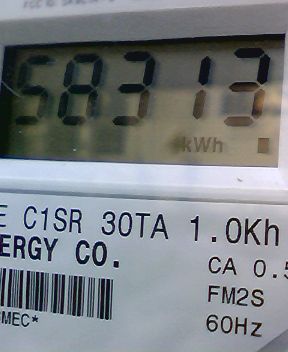 58313
kWh
E C1SR 30TA 1.0Kh
ERGY CO.
CA 0.5
FM2S
60Hz
MEC*